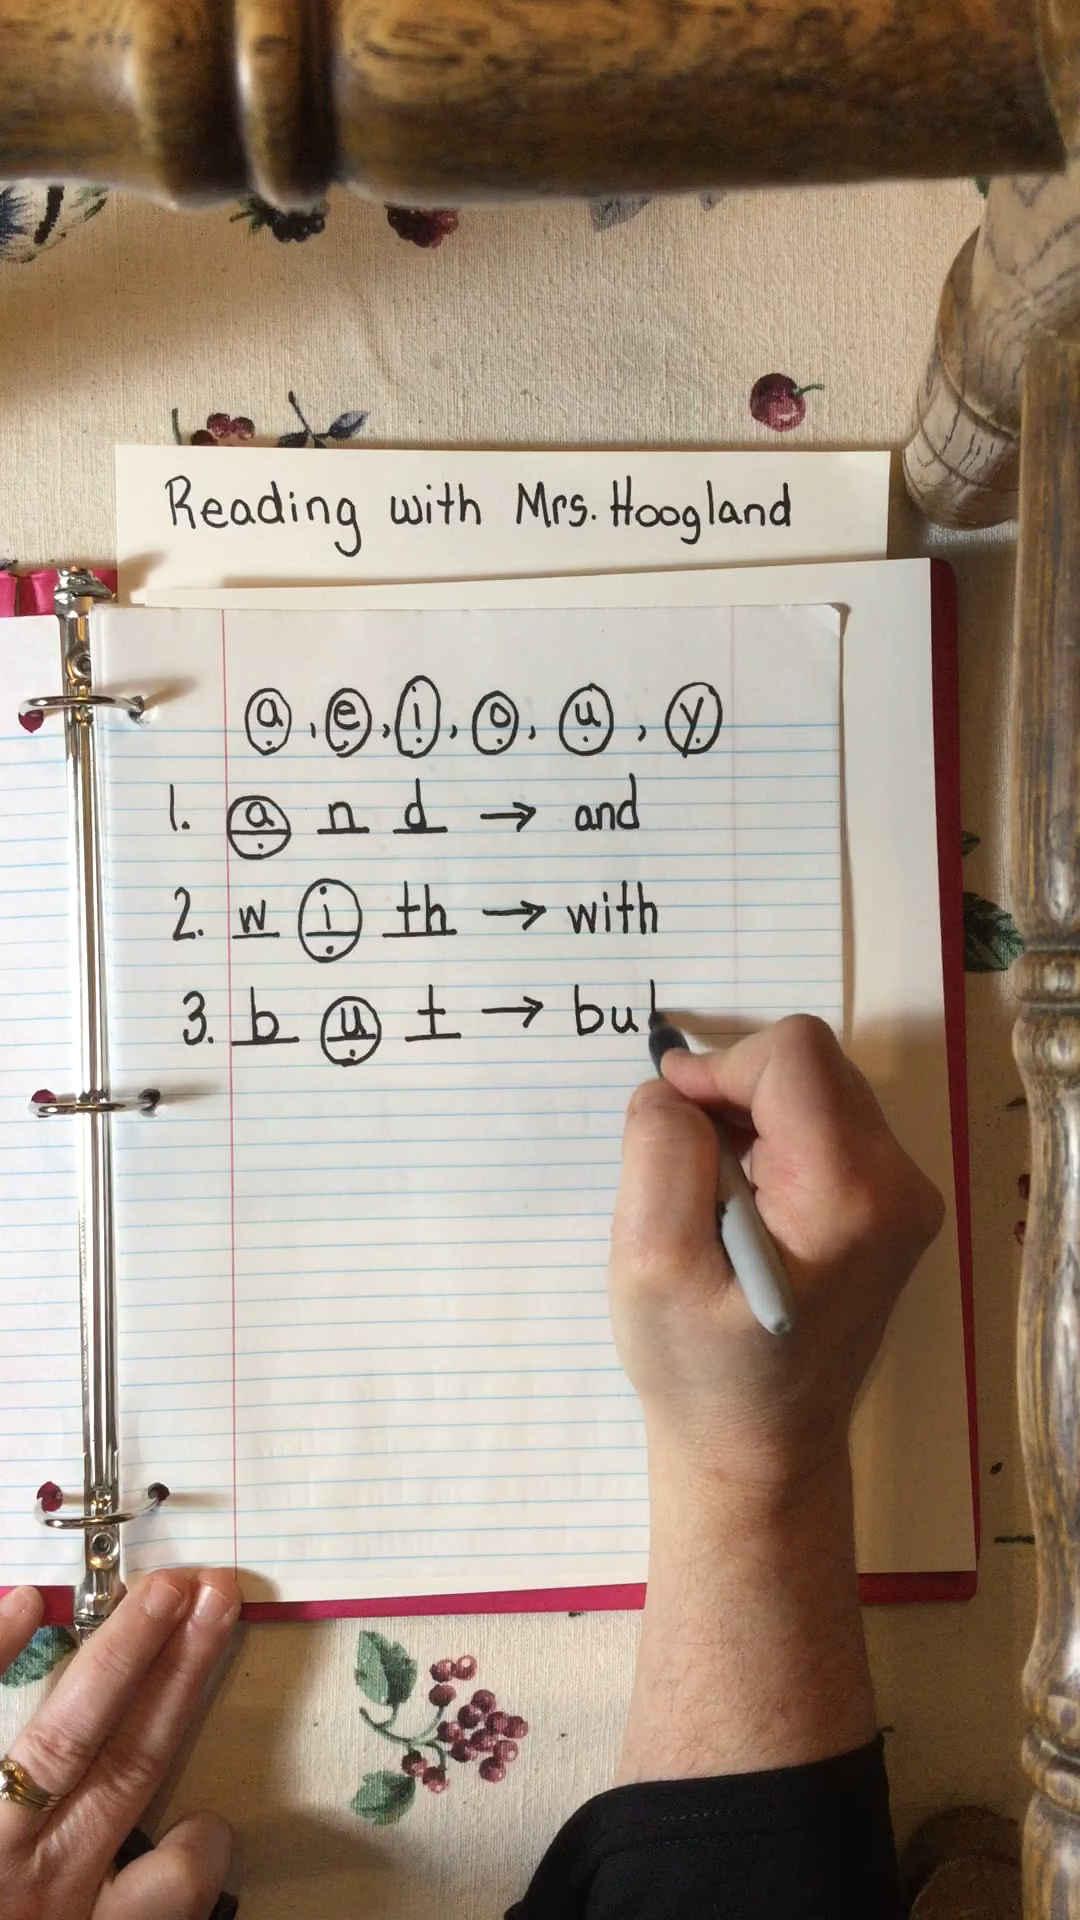 Reading with Mrs. Hoogland
a, e, i, o, u, y
1. a n d → and
2. w i th → with
3. b u t → bu